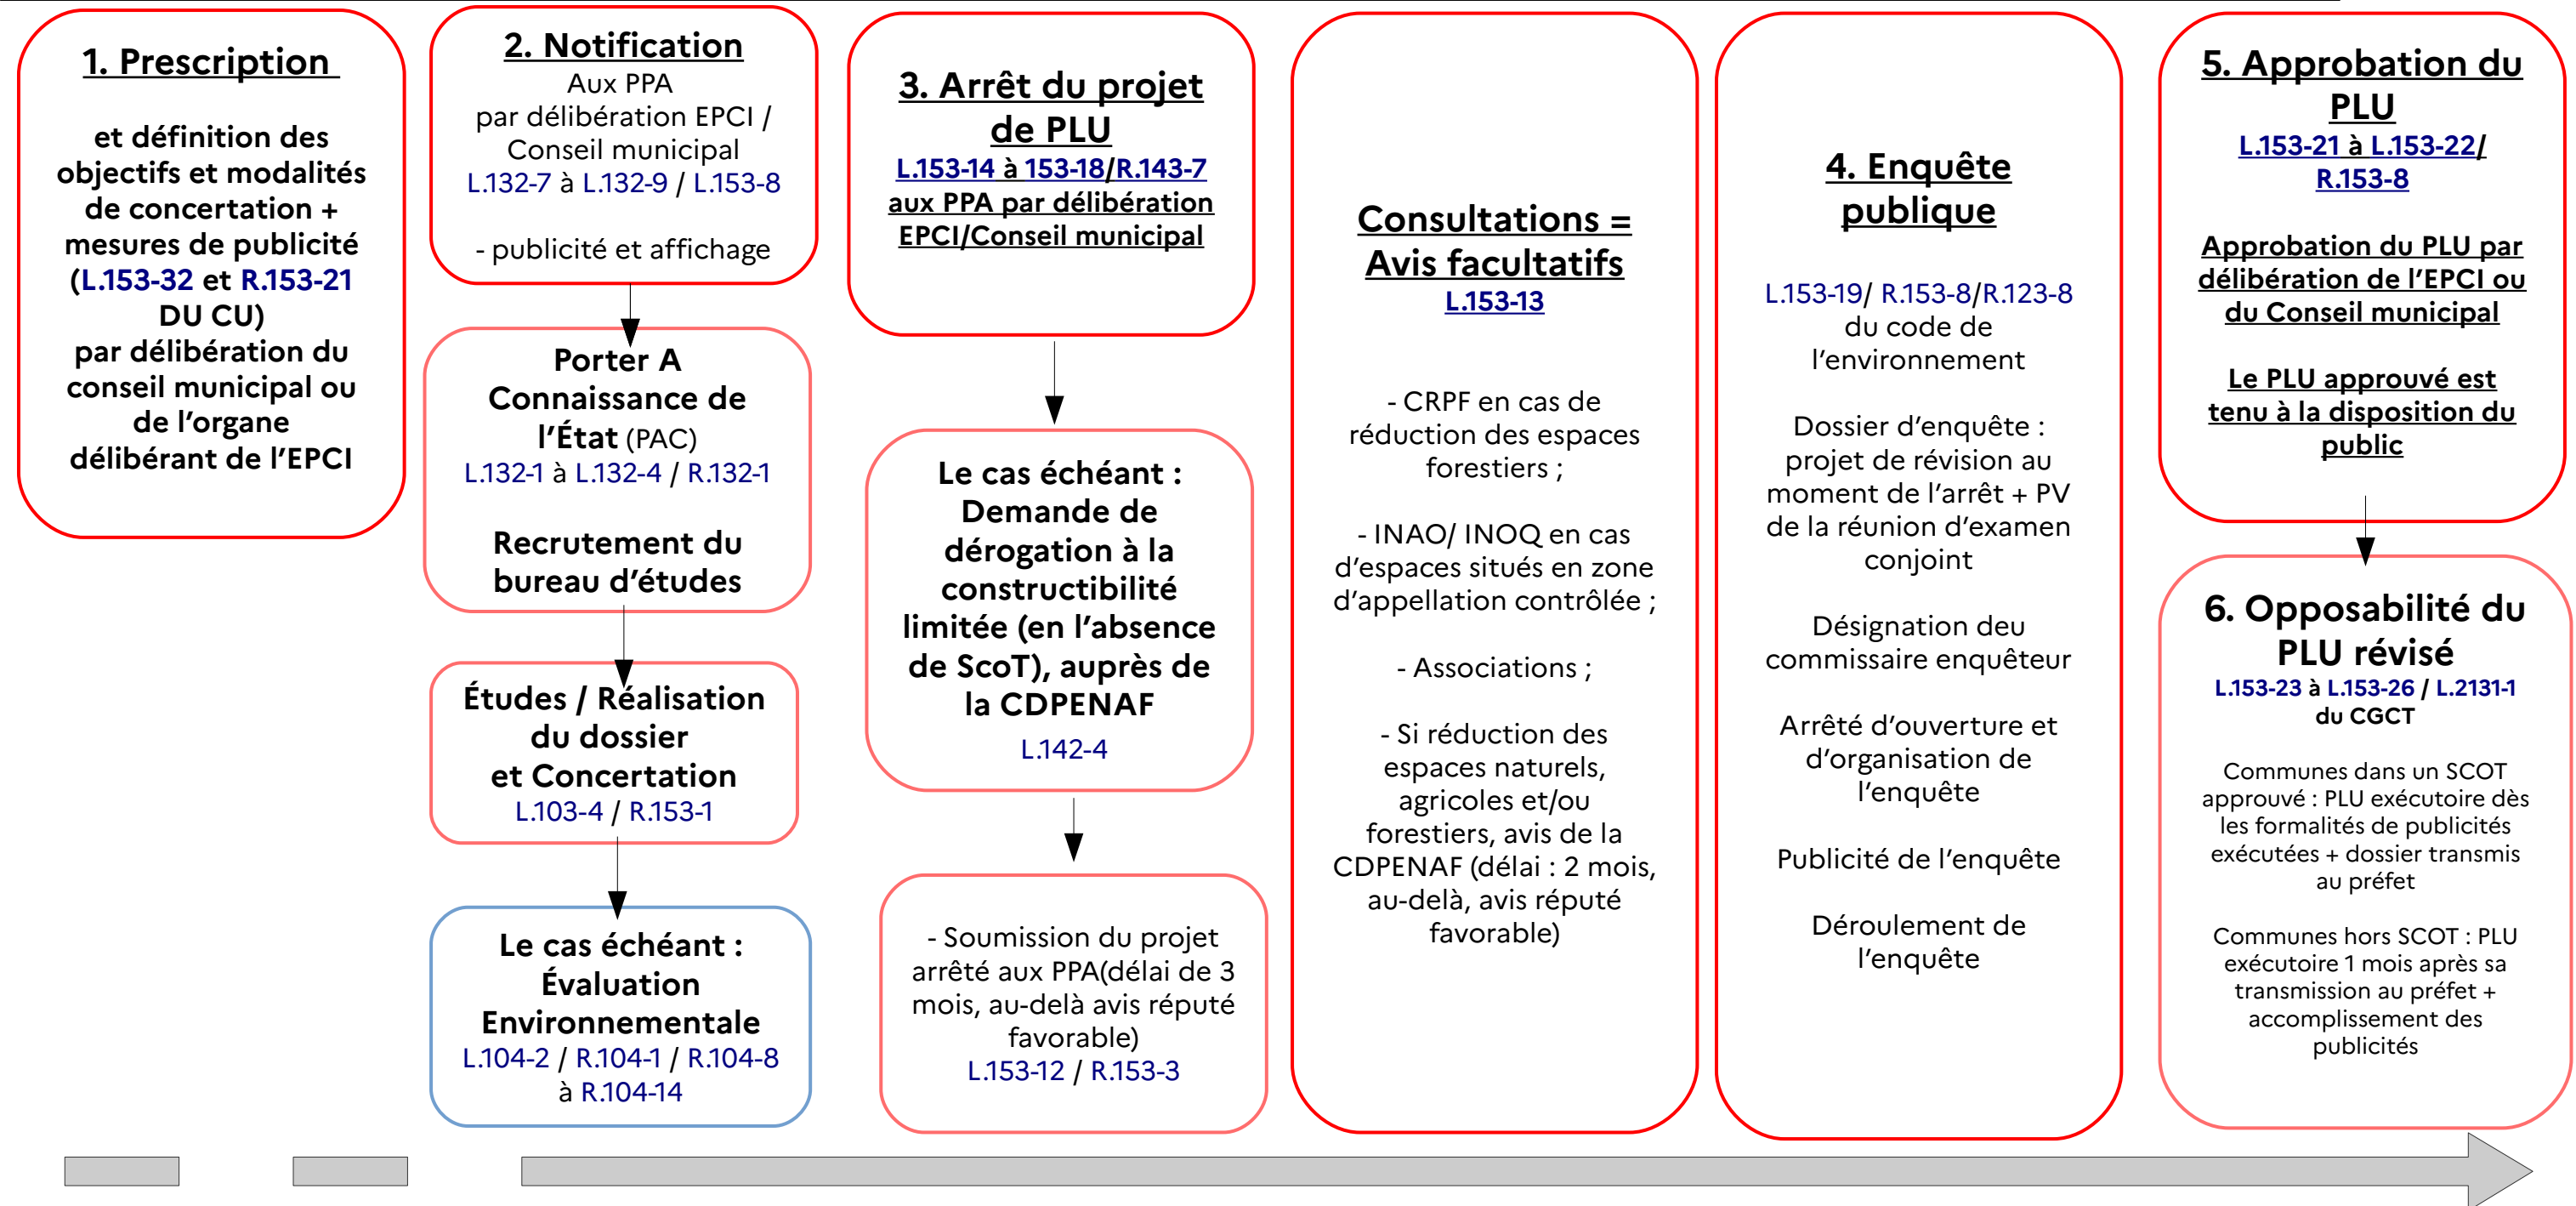 1. Prescription
et définition des
objectifs et modalités
de concertation +
mesures de publicité
(L.153-32 et R.153-21
DU CU)
par délibération du
conseil municipal ou
de l'organe
délibérant de l'EPCI
2. Notification
Aux PPA
par délibération EPCI /
Conseil municipal
L.132-7 à L.132-9 / L.153-8
- publicité et affichage
Porter A
Connaissance de
l'État (PAC)
L.132-1 à L.132-4 / R.132-1
Recrutement du
bureau d'études
Études / Réalisation
du dossier
et Concertation
L.103-4 / R.153-1
Le cas échéant :
Évaluation
Environnementale
L.104-2 / R.104-1 / R.104-8
à R.104-14
3. Arrêt du projet
de PLU
L.153-14 à 153-18/R.143-7
aux PPA par délibération
EPCI/Conseil municipal
Le cas échéant :
Demande de
dérogation à la
constructibilité
limitée (en l'absence
de ScoT), auprès de
la CDPENAF
L.142-4
- Soumission du projet
arrêté aux PPA(délai de 3
mois, au-delà avis réputé
favorable)
L.153-12 / R.153-3
Consultations =
Avis facultatifs
L.153-13
- CRPF en cas de
réduction des espaces
forestiers ;
- INAO/ INOQ en cas
d'espaces situés en zone
d'appellation contrôlée ;
- Associations ;
- Si réduction des
espaces naturels,
agricoles et/ou
forestiers, avis de la
CDPENAF (délai : 2 mois,
au-delà, avis réputé
favorable)
4. Enquête
publique
L.153-19/ R.153-8/R.123-8
du code de
l'environnement
Dossier d'enquête :
projet de révision au
moment de l'arrêt + PV
de la réunion d'examen
conjoint
Désignation deu
commissaire enquêteur
Arrêté d'ouverture et
d'organisation de
l'enquête
Publicité de l'enquête
Déroulement de
l'enquête
5. Approbation du
PLU
L.153-21 à L.153-22/
R.153-8
Approbation du PLU par
délibération de l'EPCI ou
du Conseil municipal
Le PLU approuvé est
tenu à la disposition du
public
6. Opposabilité du
PLU révisé
L.153-23 à L.153-26 / L.2131-1
du CGCT
Communes dans un SCOT
approuvé : PLU exécutoire dès
les formalités de publicités
exécutées + dossier transmis
au préfet
Communes hors SCOT : PLU
exécutoire 1 mois après sa
transmission au préfet +
accomplissement des
publicités